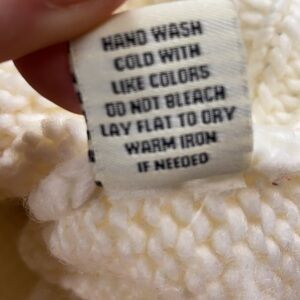 HAND WASH
COLD WITH
LIKE COLORS
DO NOT BLEACH
LAY FLAT TO DRY
WARM IRON
IF NEEDED